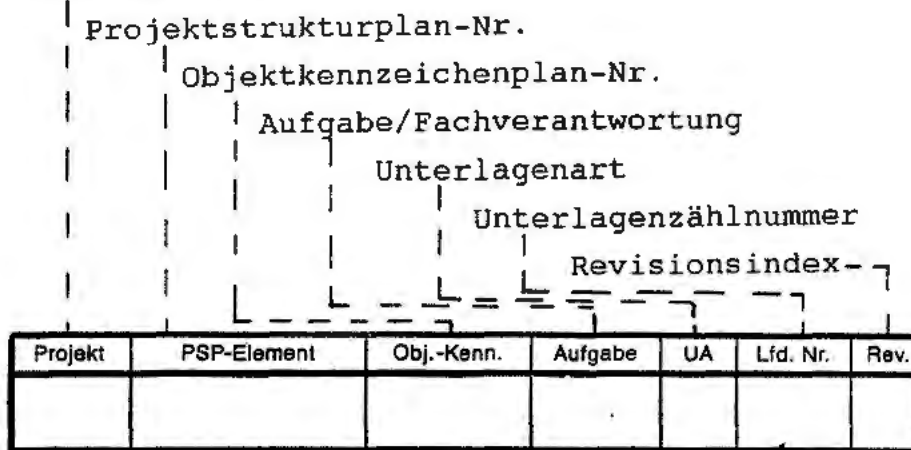 Projektstrukturplan-Nr.
Objektkennzeichenplan-Nr.
Aufgabe/Fachverantwortung
Unterlagenart
Unterlagenzählnummer
Revisionsindex
Projekt PSP-Element Obj.-Kenn. Aufgabe UA Lfd. Nr. Rev.